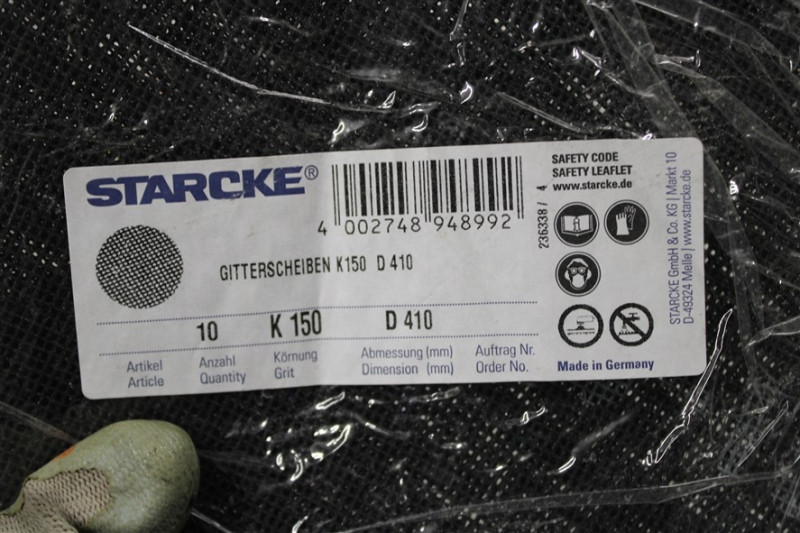 STARCKE®
4 002748 948992
236338/ 4
SAFETY CODE
SAFETY LEAFLET
www.starcke.de
GITTERSCHEIBEN K150 D 410
10 K 150 D 410
Artikel Anzahl Körnung Abmessung (mm) Auftrag Nr.
Article Quantity Grit Dimension (mm) Order No.
Made in Germany
STARCKE GmbH & Co. KG | Markt 10
D-49324 Melle | www.starcke.de